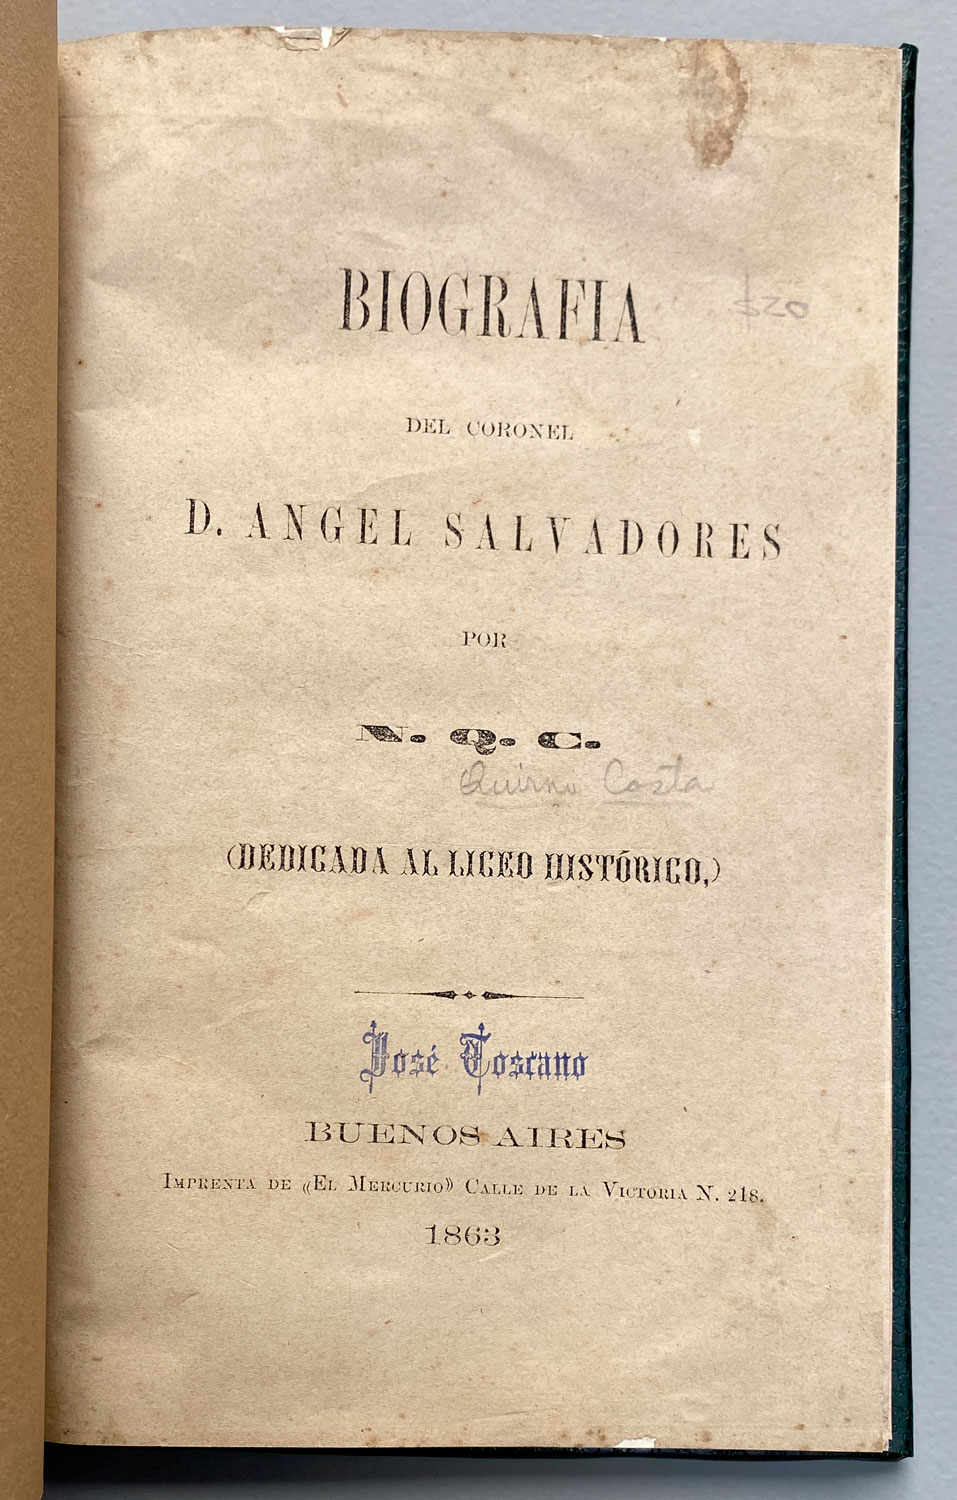 BIOGRAFIA
$20
DEL CORONEL
D. ANGEL SALVADORES
POR
N. Q. C.
Quirno Costa
(DEDICADA AL LICEO HISTÓRICO,)
José Toscano
BUENOS AIRES
IMPRENTA DE «EL MERCURIO» CALLE DE LA VICTORIA N. 218.
1863